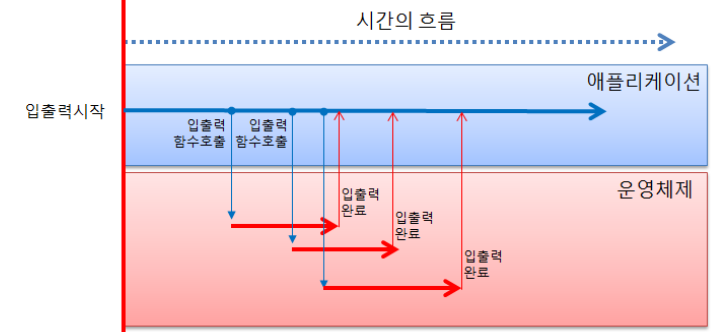 시간의 흐름
애플리케이션
입출력시작
입출력
함수호출
입출력
함수호출
운영체제
입출력
완료
입출력
완료
입출력
완료